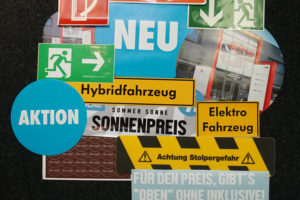 NEU
Hybridfahrzeug
AKTION
SOMMER SONNE
SONNENPREIS
Elektro
Fahrzeug
Achtung Stolpergefahr
FÜR DEN PREIS, GIBT'S
"OBEN" OHNE INKLUSIVE!